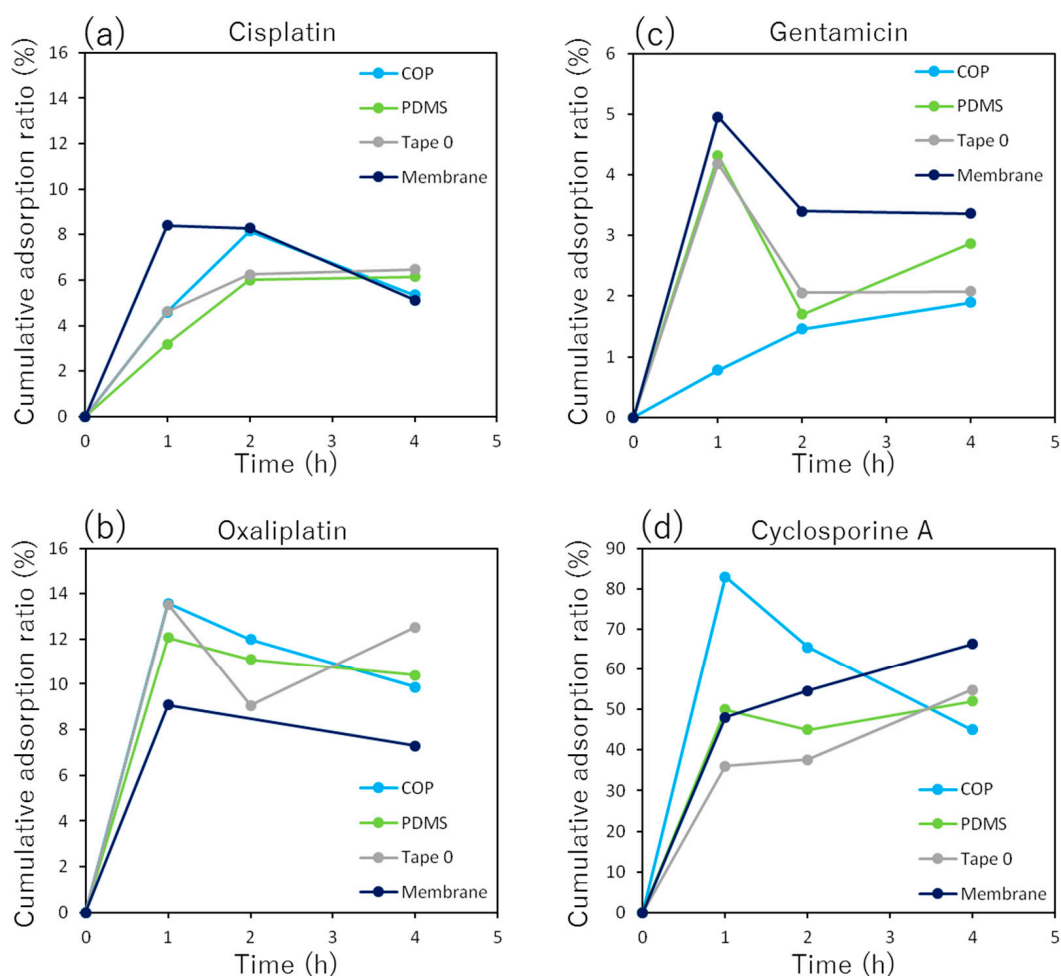 (a)
Cisplatin
Cumulative adsorption ratio (%)
16
14
12
10
8
6
4
2
0
COP
PDMS
Tape 0
Membrane
0 1 2 3 4 5
Time (h)
(c)
Gentamicin
Cumulative adsorption ratio (%)
6
5
4
3
2
1
0
COP
PDMS
Tape 0
Membrane
0 1 2 3 4 5
Time (h)
(b)
Oxaliplatin
Cumulative adsorption ratio (%)
16
14
12
10
8
6
4
2
0
COP
PDMS
Tape 0
Membrane
0 1 2 3 4 5
Time (h)
(d)
Cyclosporine A
Cumulative adsorption ratio (%)
90
80
70
60
50
40
30
20
10
0
COP
PDMS
Tape 0
Membrane
0 1 2 3 4 5
Time (h)